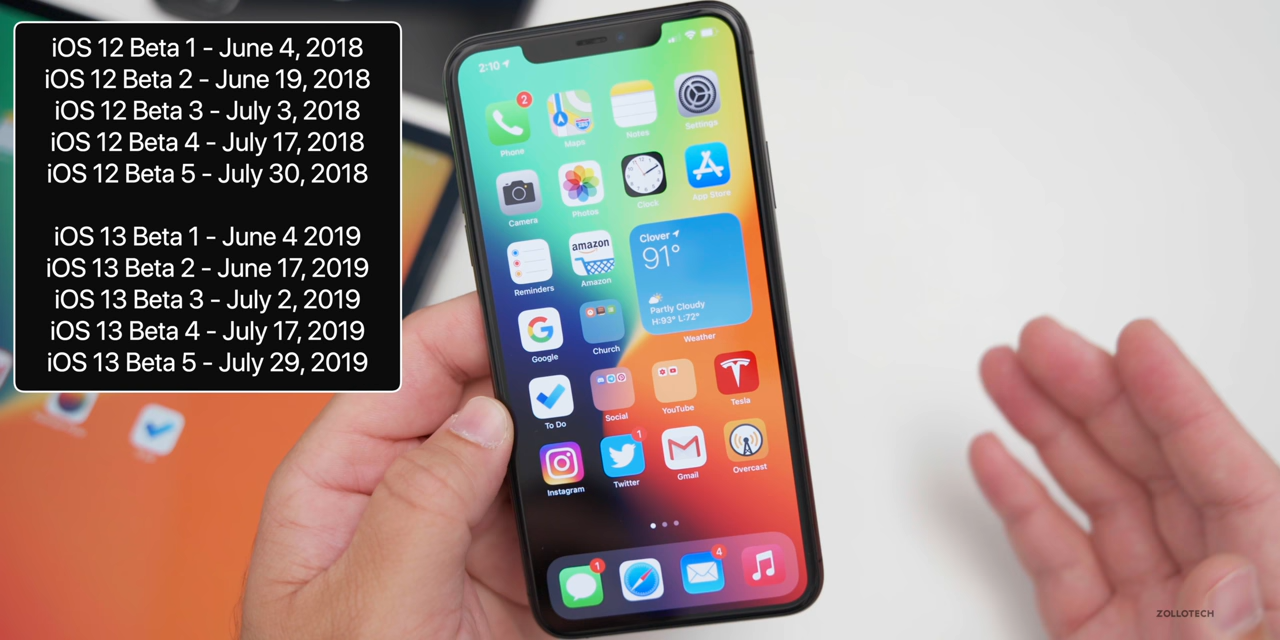 iOS 12 Beta 1 - June 4, 2018
iOS 12 Beta 2 - June 19, 2018
iOS 12 Beta 3 - July 3, 2018
iOS 12 Beta 4 - July 17, 2018
iOS 12 Beta 5 - July 30, 2018
iOS 13 Beta 1 - June 4 2019
iOS 13 Beta 2 - June 17, 2019
iOS 13 Beta 3 - July 2, 2019
iOS 13 Beta 4 - July 17, 2019
iOS 13 Beta 5 - July 29, 2019
2:10
2
Phone
Maps
Notes
Settings
Camera
Photos
Clock
App Store
Reminders
amazon
Amazon
Clover
91°
Partly Cloudy
H:93° L:72°
Weather
Google
Church
To Do
Social
YouTube
Tesla
Instagram
1
Twitter
Gmail
Overcast
1
4
ZOLLOTECH